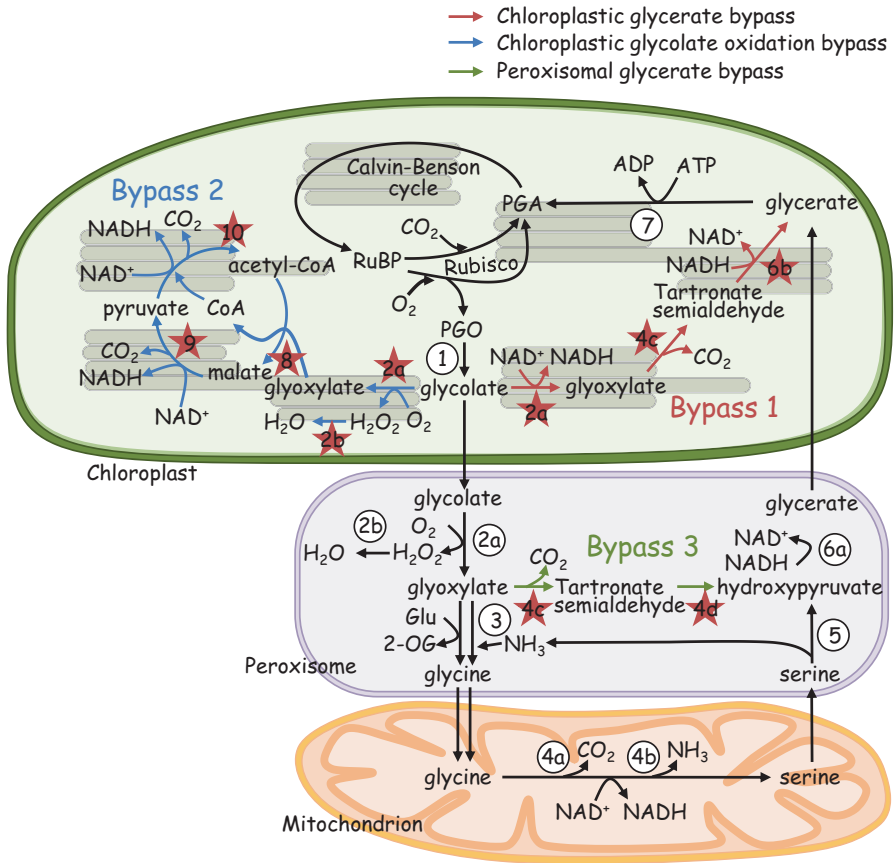 Chloroplastic glycerate bypass
Chloroplastic glycolate oxidation bypass
Peroxisomal glycerate bypass
Calvin-Benson
cycle
ADP
ATP
Bypass 2
PGA
glycerate
7
NADH
CO₂
10
CO₂
NAD⁺
NADH
6b
NAD⁺
acetyl-CoA
RuBP
Rubisco
Tartronate
semialdehyde
pyruvate
CoA
O₂
PGO
4c
9
CO₂
NADH
malate
8
2a
1
NAD⁺
NADH
CO₂
glyoxylate
glycolate
glyoxylate
NAD⁺
H₂O
H₂O₂
O₂
2a
Bypass 1
2b
Chloroplast
glycolate
glycerate
2b
O₂
2a
NAD⁺
H₂O
H₂O₂
CO₂
Bypass 3
NADH
6a
glyoxylate
Tartronate
semialdehyde
hydroxypyruvate
4c
4d
Glu
3
2-OG
NH₃
5
Peroxisome
glycine
serine
4a
CO₂
4b
NH₃
glycine
serine
NAD⁺
NADH
Mitochondrion